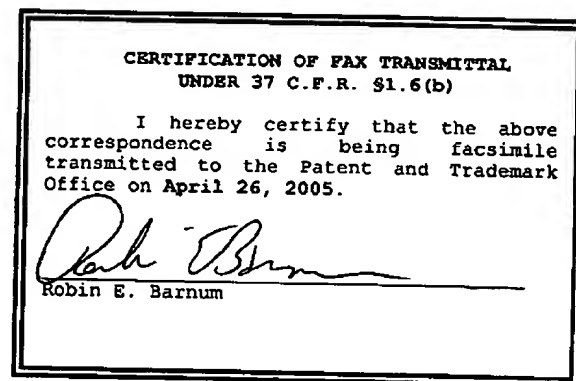 CERTIFICATION OF FAX TRANSMITTAL
UNDER 37 C.F.R. §1.6(b)
I hereby certify that the above
correspondence is being facsimile
transmitted to the Patent and Trademark
Office on April 26, 2005.
Robin E. Barnum